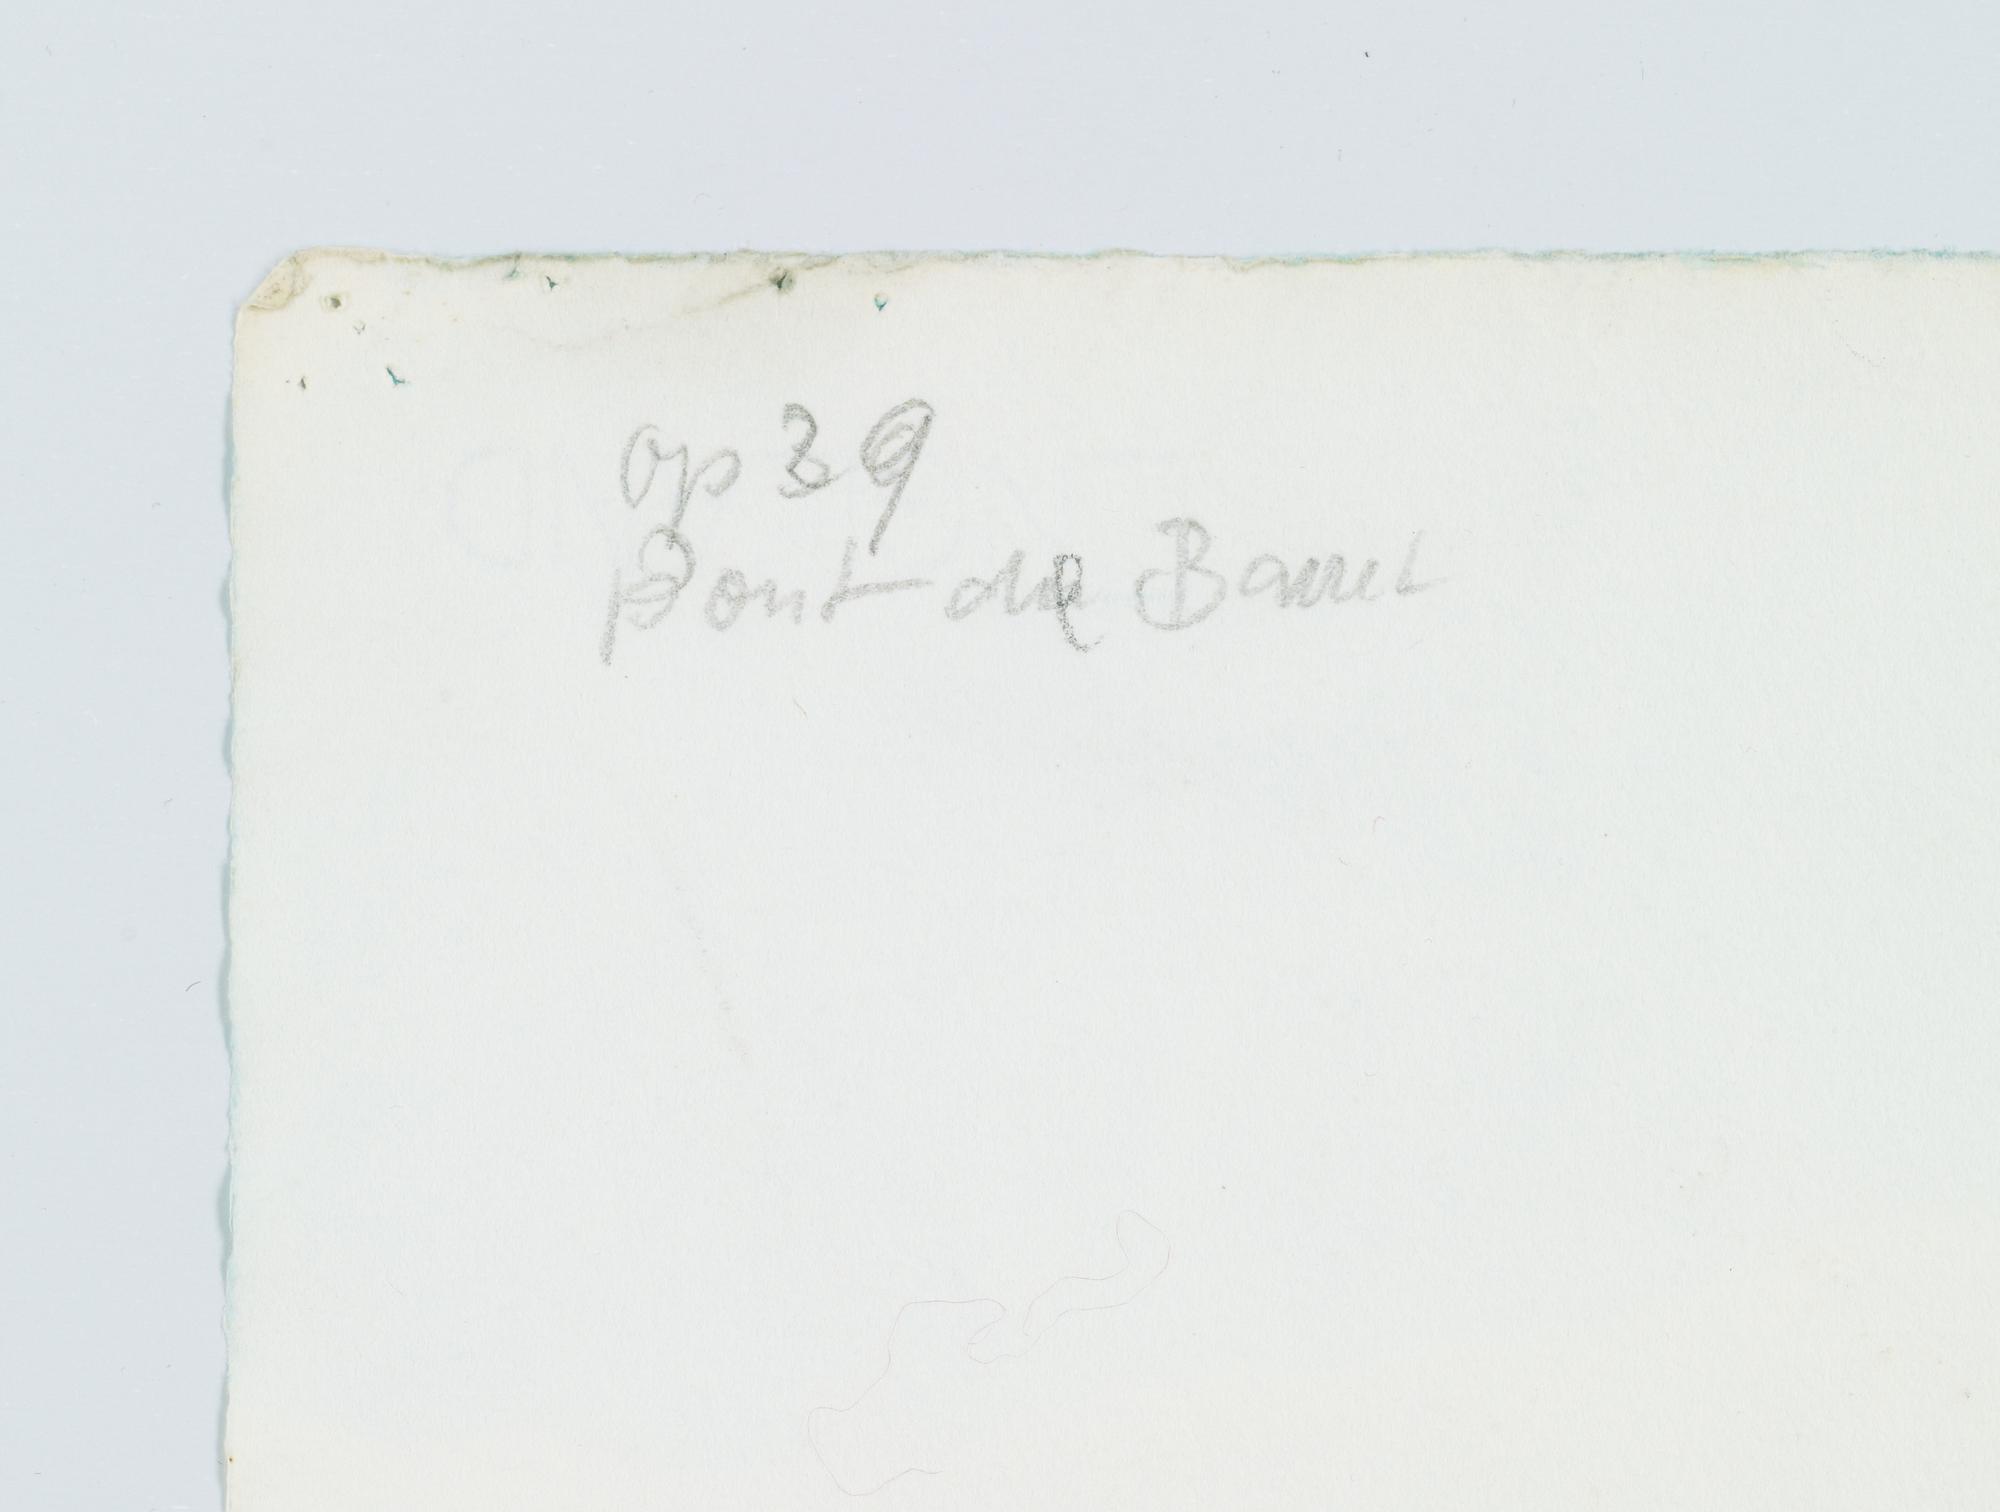 op 39
Pont de Barret